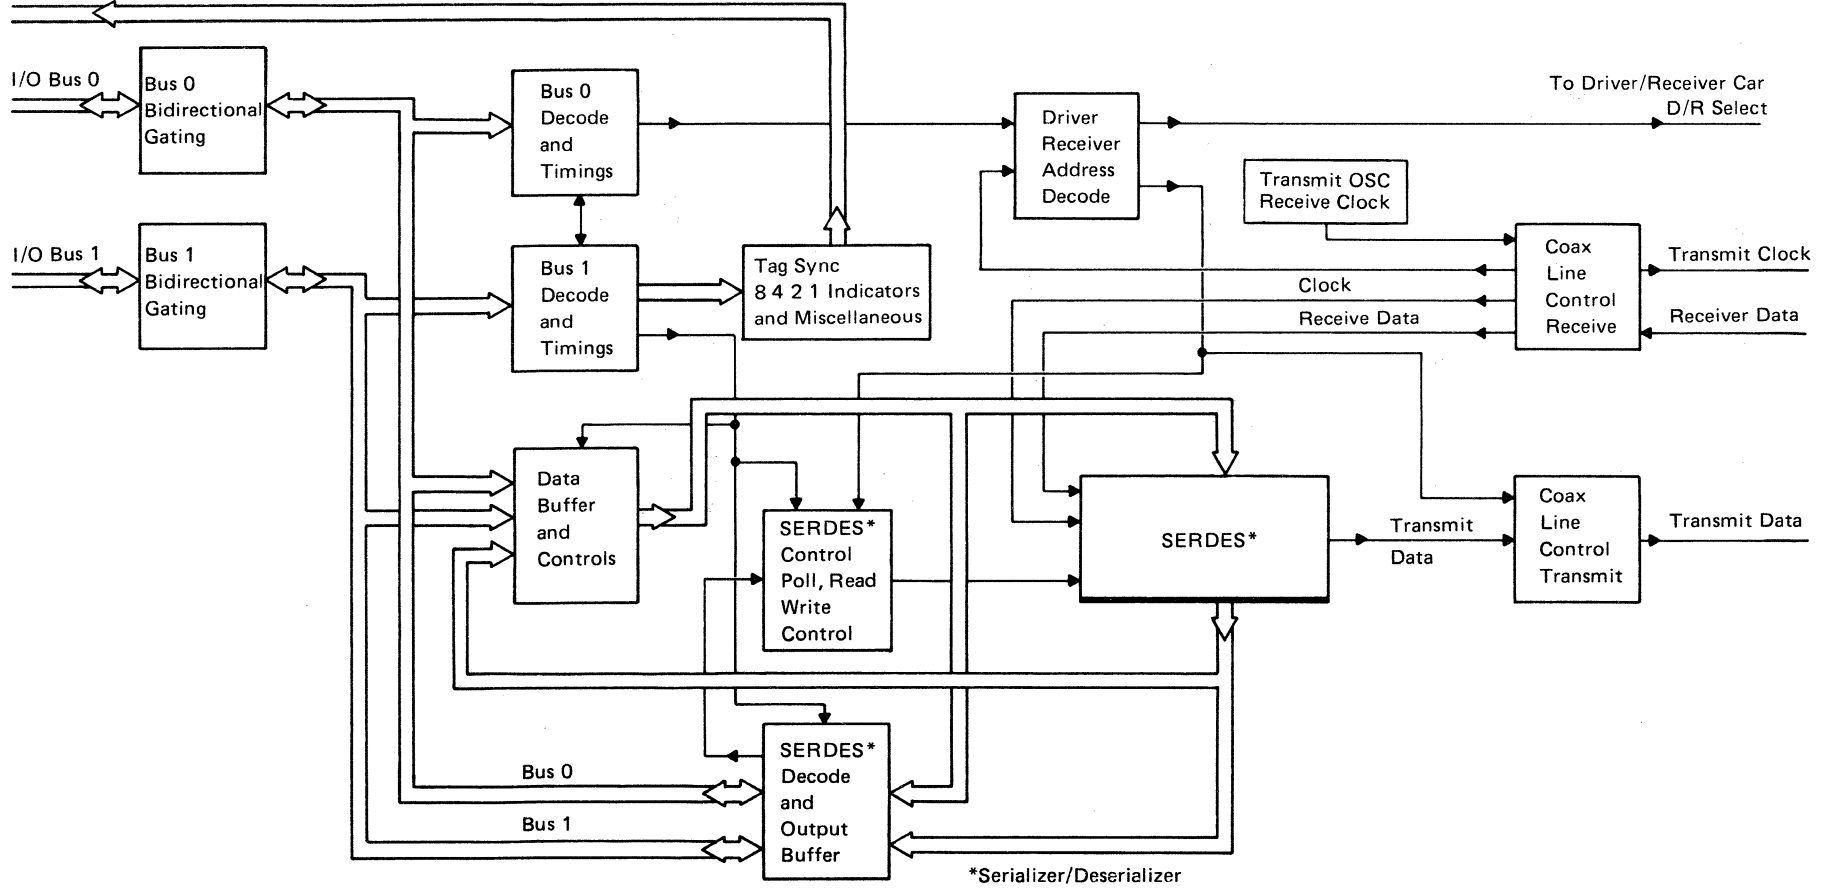 I/O Bus 0
Bus 0
Bidirectional
Gating
I/O Bus 1
Bus 1
Bidirectional
Gating
Bus 0
Decode
and
Timings
Bus 1
Decode
and
Timings
Tag Sync
8 4 2 1 Indicators
and Miscellaneous
Driver
Receiver
Address
Decode
To Driver/Receiver Car
D/R Select
Transmit OSC
Receive Clock
Coax
Line
Control
Receive
Transmit Clock
Receiver Data
Clock
Receive Data
Data
Buffer
and
Controls
SERDES*
Control
Poll, Read
Write
Control
SERDES*
Transmit
Data
Coax
Line
Control
Transmit
Transmit Data
SERDES*
Decode
and
Output
Buffer
Bus 0
Bus 1
*Serializer/Deserializer